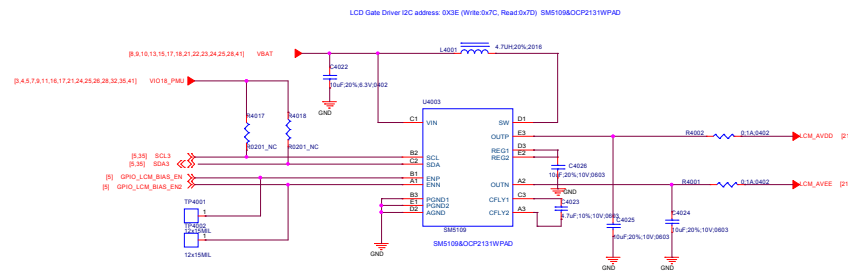 LCD Gate Driver I2C address: 0X3E (Write:0x7C, Read:0x7D) SM5109&OCP2131WPAD
[8,9,10,13,15,17,18,21,22,23,24,25,28,41] VBAT
L4001
4.7UH;20%;2016
C4022
10uF;20%;6.3V;0402
GND
[3,4,5,7,9,11,16,17,21,24,25,26,28,32,35,41] VIO18_PMU
R4017
R0201_NC
R4018
R0201_NC
U4003
C1 VIN
SW D1
OUTP E3
R4002
0;1A;0402
LCM_AVDD [21
REG1 D3
REG2 E2
[5,35] SCL3
B2 SCL
[5,35] SDA3
C2 SDA
C4026
10uF;20%;10V;0603
GND
[5] GPIO_LCM_BIAS_EN
B1 ENP
[5] GPIO_LCM_BIAS_EN2
A1 ENN
OUTN A2
R4001
0;1A;0402
LCM_AVEE [21
B3 PGND1
E1 PGND2
D2 AGND
CFLY1 C3
CFLY2 A3
C4023
4.7uF;10%;10V;0603
C4025
10uF;20%;10V;0603
GND
C4024
10uF;20%;10V;0603
GND
TP4001
1
12x15MIL
TP4002
1
12x15MIL
GND
SM5109
SM5109&OCP2131WPAD